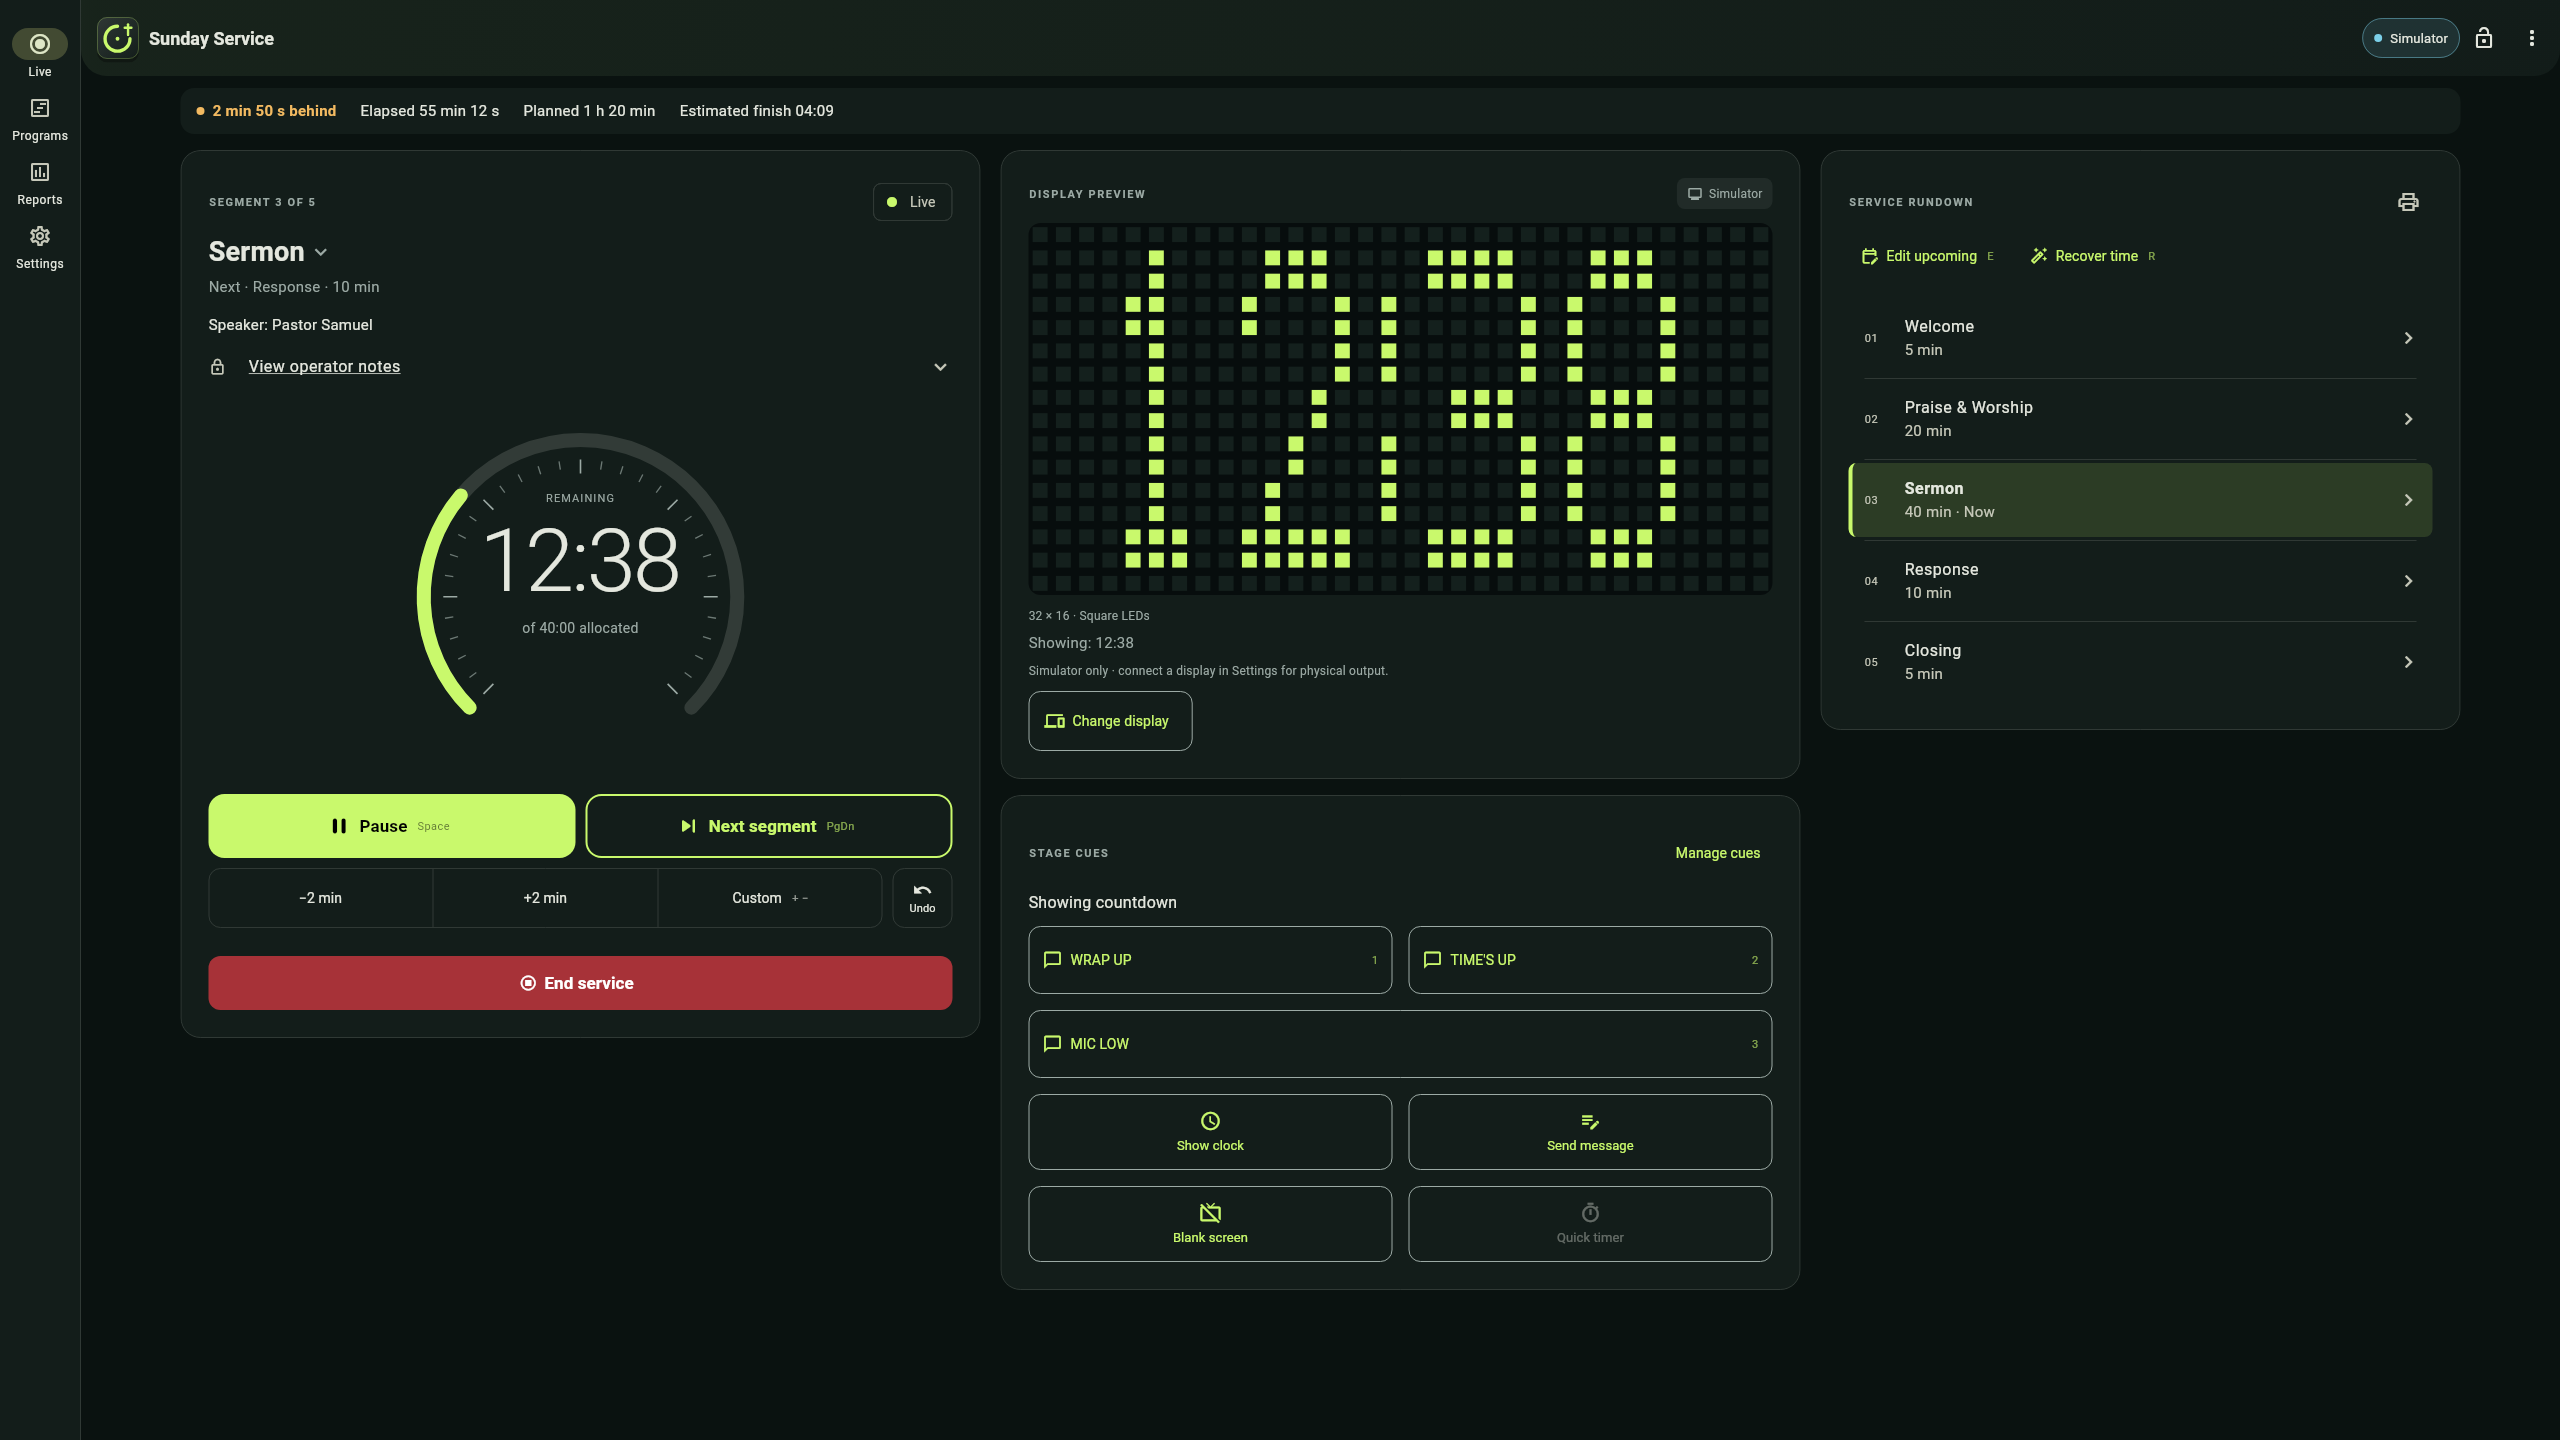 Sunday Service
Simulator
Live
Programs
Reports
Settings
2 min 50 s behind Elapsed 55 min 12 s Planned 1 h 20 min Estimated finish 04:09
SEGMENT 3 OF 5
Live
Sermon
Next · Response · 10 min
Speaker: Pastor Samuel
View operator notes
REMAINING
12:38
of 40:00 allocated
Pause Space
Next segment PgDn
−2 min
+2 min
Custom + −
Undo
End service
DISPLAY PREVIEW
Simulator
12 38
32 × 16 · Square LEDs
Showing: 12:38
Simulator only · connect a display in Settings for physical output.
Change display
STAGE CUES
Manage cues
Showing countdown
WRAP UP 1
TIME'S UP 2
MIC LOW 3
Show clock
Send message
Blank screen
Quick timer
SERVICE RUNDOWN
Edit upcoming E
Recover time R
01 Welcome
5 min
02 Praise & Worship
20 min
03 Sermon
40 min · Now
04 Response
10 min
05 Closing
5 min